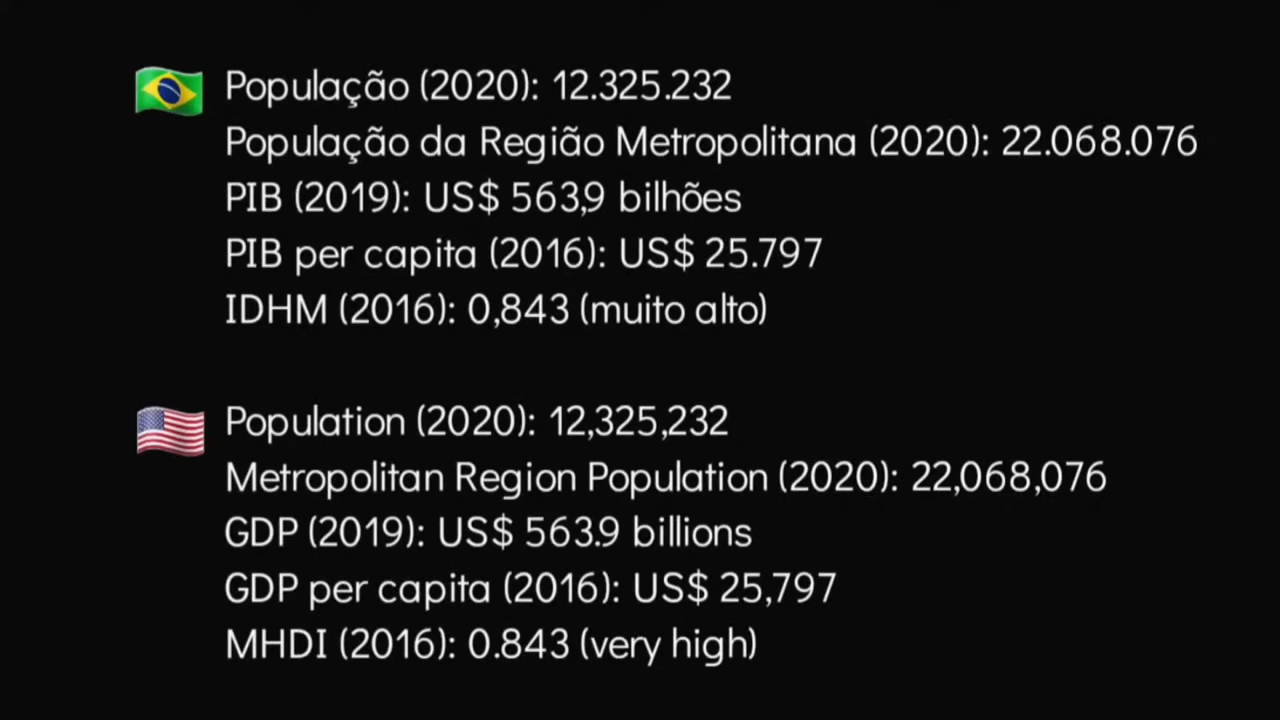 População (2020): 12.325.232
População da Região Metropolitana (2020): 22.068.076
PIB (2019): US$ 563,9 bilhões
PIB per capita (2016): US$ 25.797
IDHM (2016): 0,843 (muito alto)
Population (2020): 12,325,232
Metropolitan Region Population (2020): 22,068,076
GDP (2019): US$ 563.9 billions
GDP per capita (2016): US$ 25,797
MHDI (2016): 0.843 (very high)